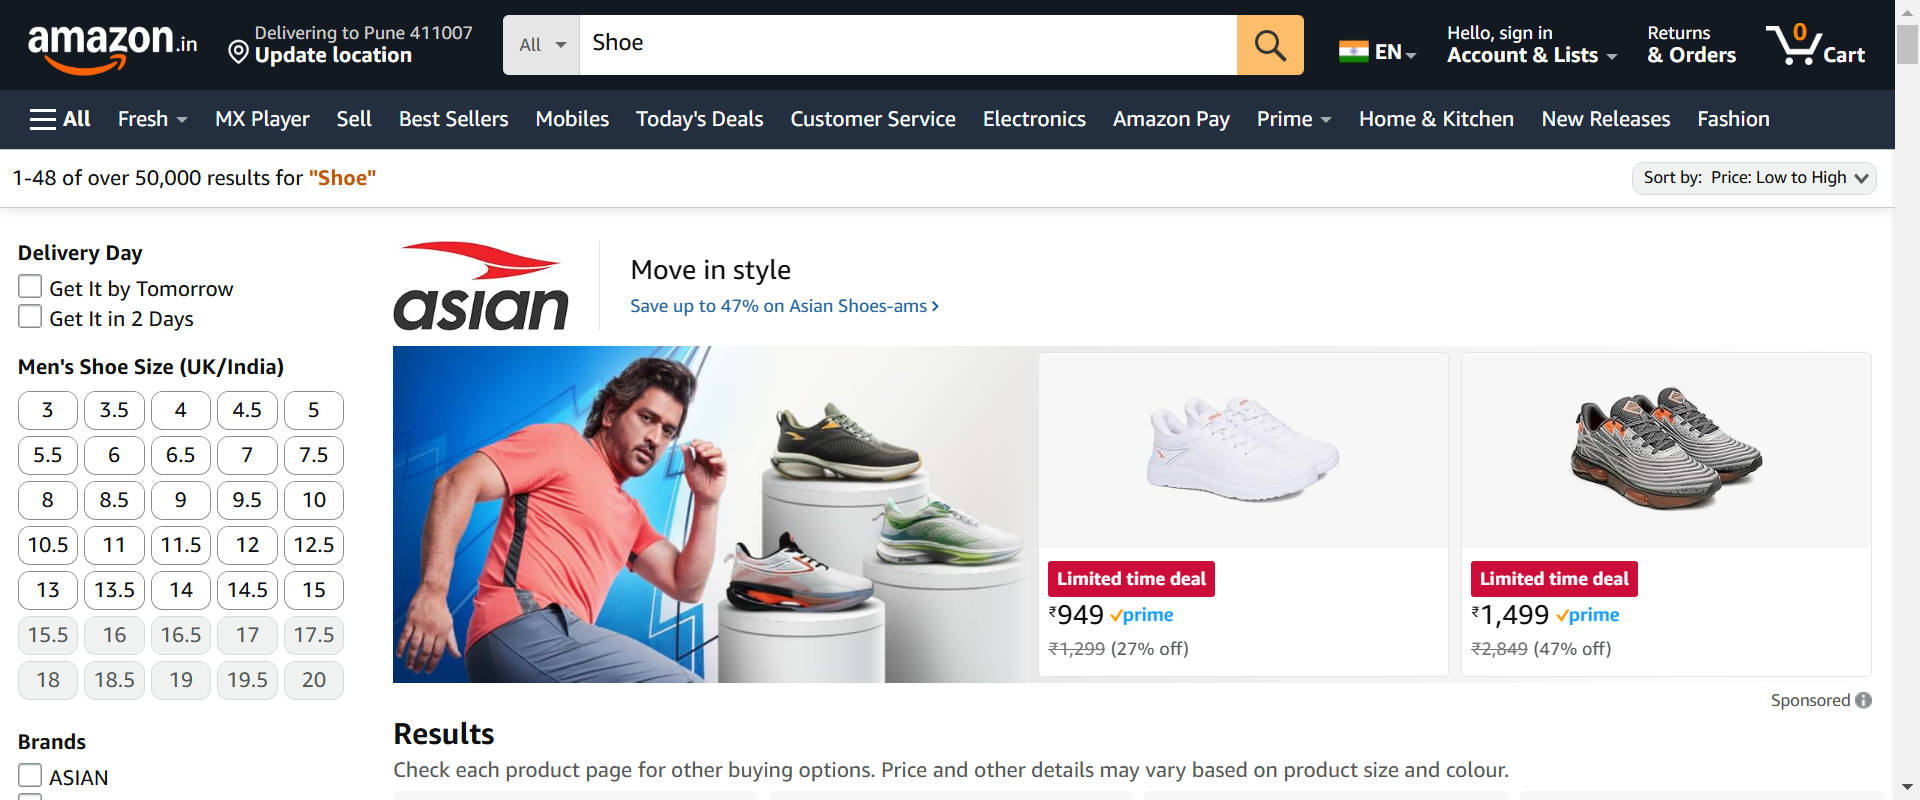 amazon.in
Delivering to Pune 411007
Update location
All
Shoe
EN
Hello, sign in
Account & Lists
Returns
& Orders
0
Cart
All
Fresh
MX Player
Sell
Best Sellers
Mobiles
Today's Deals
Customer Service
Electronics
Amazon Pay
Prime
Home & Kitchen
New Releases
Fashion
1-48 of over 50,000 results for "Shoe"
Sort by: Price: Low to High
Delivery Day
Get It by Tomorrow
Get It in 2 Days
Men's Shoe Size (UK/India)
3 3.5 4 4.5 5
5.5 6 6.5 7 7.5
8 8.5 9 9.5 10
10.5 11 11.5 12 12.5
13 13.5 14 14.5 15
15.5 16 16.5 17 17.5
18 18.5 19 19.5 20
Brands
ASIAN
asian
Move in style
Save up to 47% on Asian Shoes-ams ›
Limited time deal
₹949 prime
₹1,299 (27% off)
Limited time deal
₹1,499 prime
₹2,849 (47% off)
Sponsored
Results
Check each product page for other buying options. Price and other details may vary based on product size and colour.